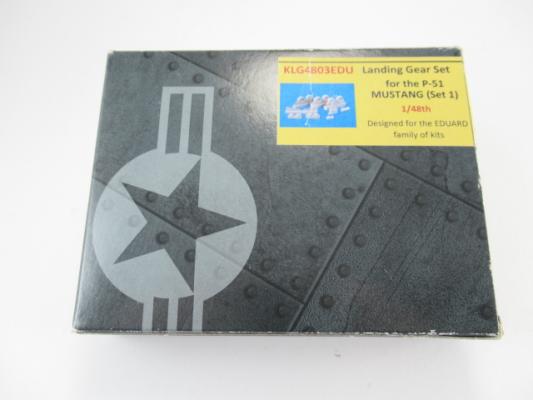 KLG4803EDU Landing Gear Set
for the P-51
MUSTANG (Set 1)
1/48th
Designed for the EDUARD
family of kits